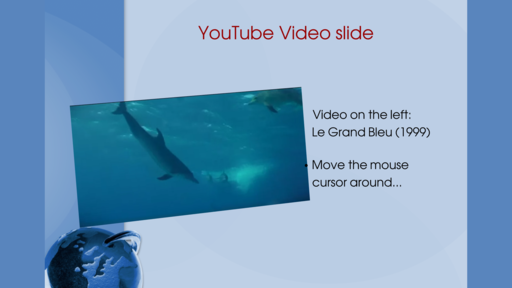 YouTube Video slide
Video on the left:
Le Grand Bleu (1999)
• Move the mouse
cursor around...